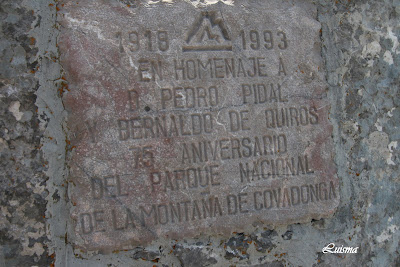 1918 1993
EN HOMENAJE A
D. PEDRO PIDAL
Y BERNALDO DE QUIROS
75 ANIVERSARIO
DEL PARQUE NACIONAL
DE LA MONTAÑA DE COVADONGA
Luisma